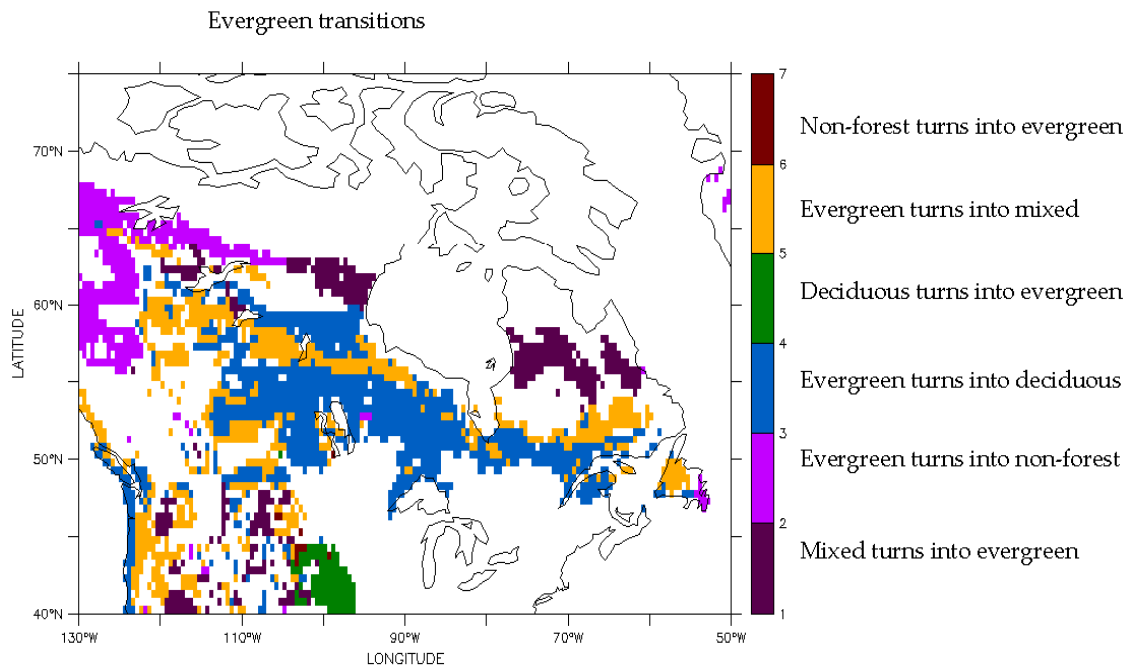 Evergreen transitions
7
Non-forest turns into evergreen
70°N
6
Evergreen turns into mixed
5
Deciduous turns into evergreen
60°N
LATITUDE
4
Evergreen turns into deciduous
3
50°N
Evergreen turns into non-forest
2
Mixed turns into evergreen
40°N
1
130°W
110°W
90°W
70°W
50°W
LONGITUDE